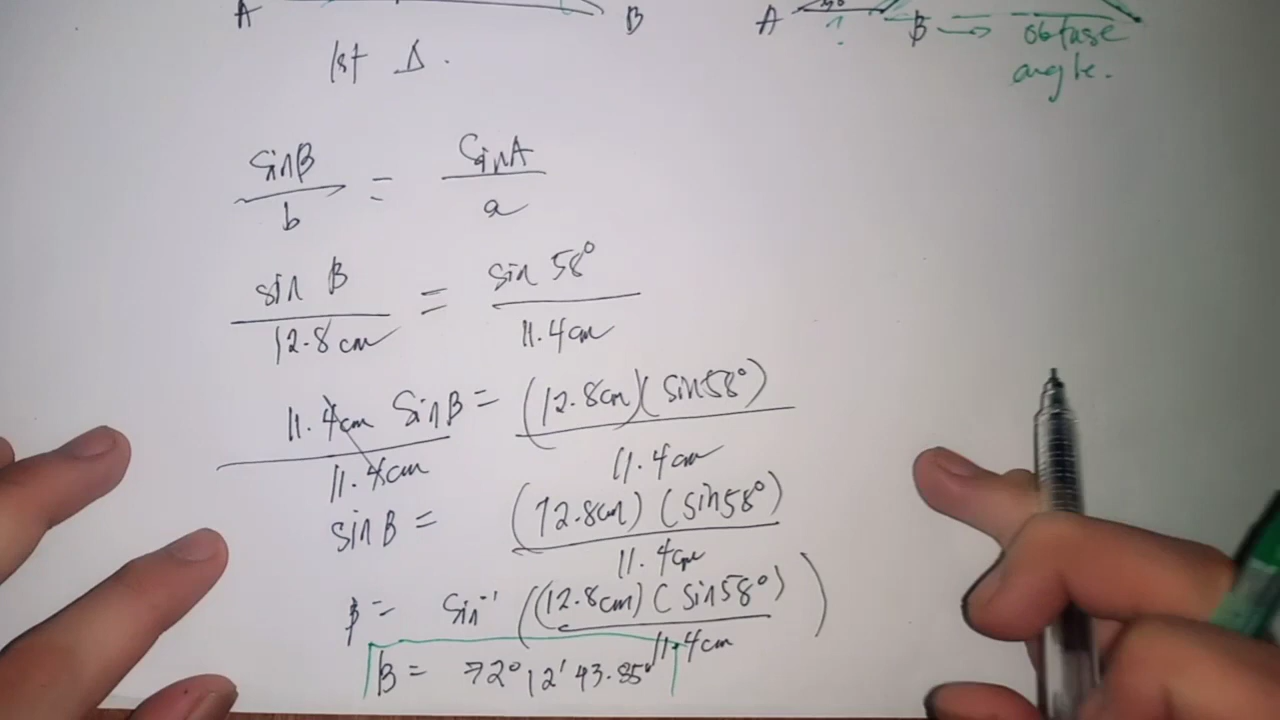 A B A 58° ? B → obtuse
angle.
1st Δ.
SinB/b = SinA/a
sin B/12.8cm = sin 58°/11.4cm
11.4cm SinB/11.4cm = (12.8cm)(sin58°)/11.4cm
sin B = (12.8cm)(sin58°)/11.4cm
B = Sin⁻¹((12.8cm)(sin58°)/11.4cm)
B = 72°12'43.85"